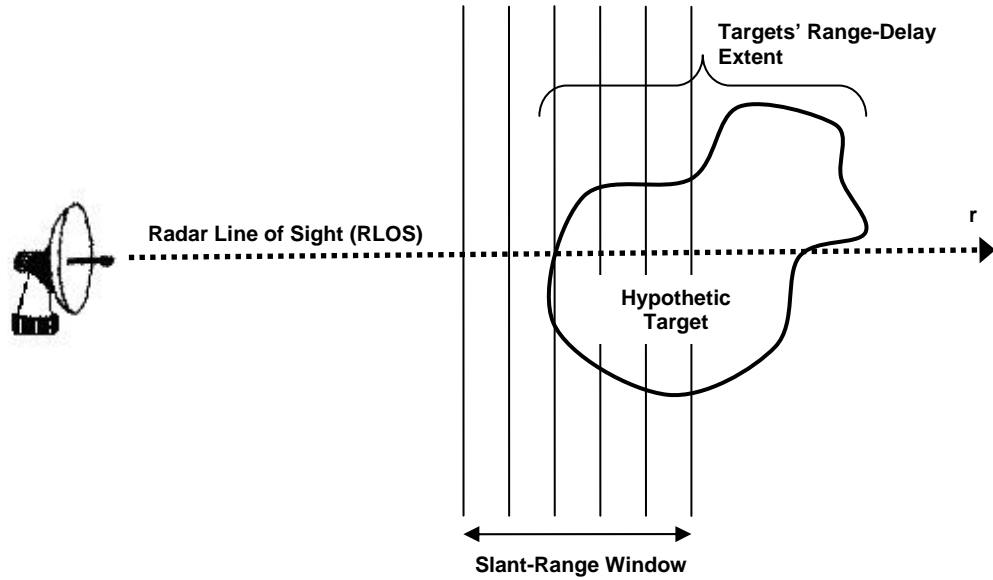 Targets' Range-Delay
Extent
r
Radar Line of Sight (RLOS)
Hypothetic
Target
Slant-Range Window